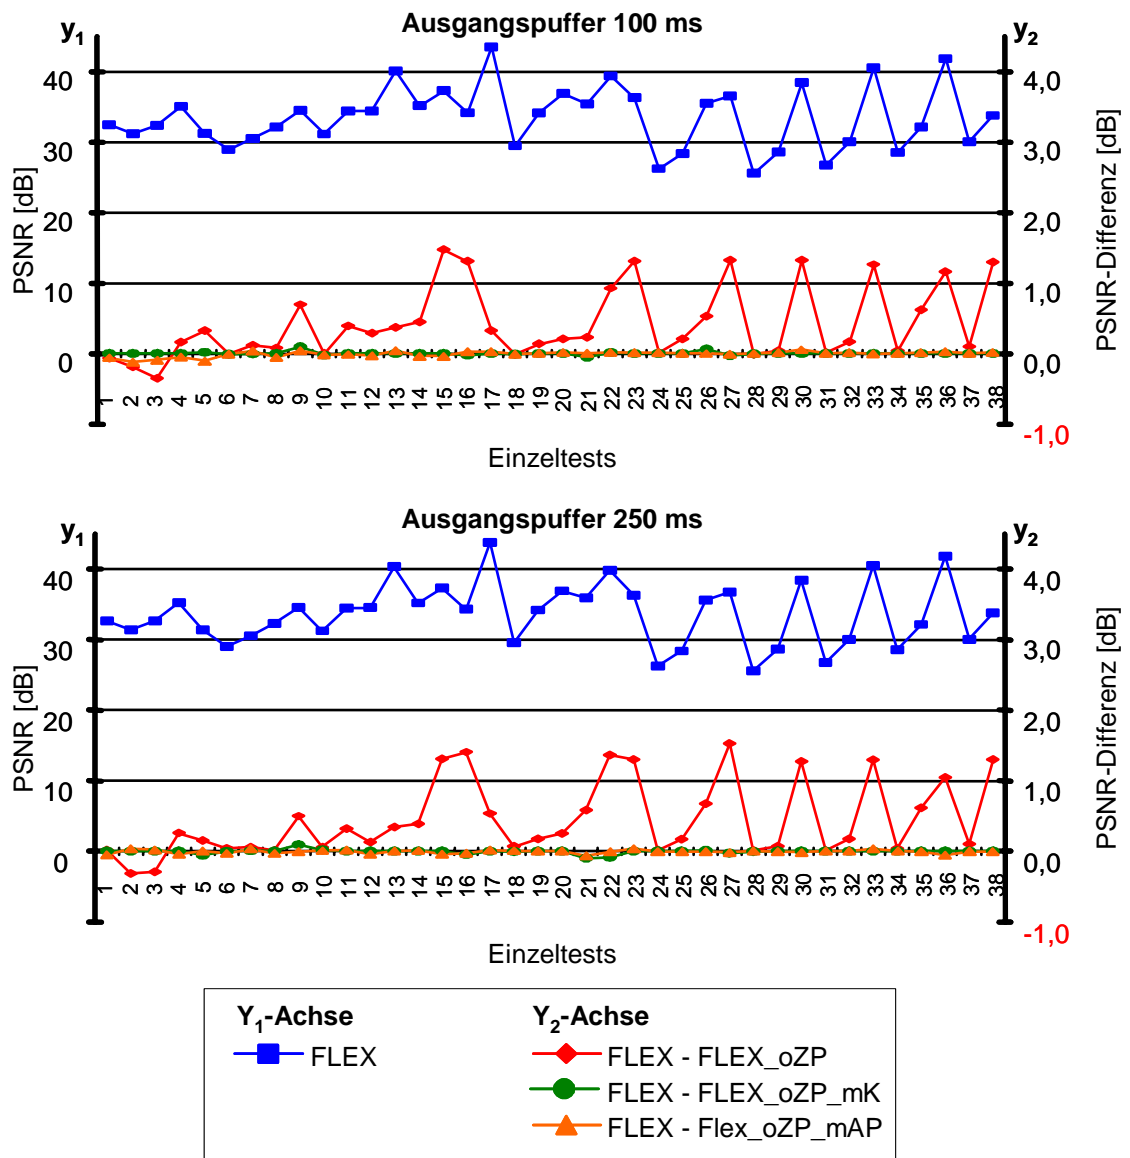 Ausgangspuffer 100 ms
y1
y2
40
30
20
10
0
4,0
3,0
2,0
1,0
0,0
-1,0
PSNR [dB]
PSNR-Differenz [dB]
1 2 3 4 5 6 7 8 9 10 11 12 13 14 15 16 17 18 19 20 21 22 23 24 25 26 27 28 29 30 31 32 33 34 35 36 37 38
Einzeltests
Ausgangspuffer 250 ms
y1
y2
40
30
20
10
0
4,0
3,0
2,0
1,0
0,0
-1,0
PSNR [dB]
PSNR-Differenz [dB]
1 2 3 4 5 6 7 8 9 10 11 12 13 14 15 16 17 18 19 20 21 22 23 24 25 26 27 28 29 30 31 32 33 34 35 36 37 38
Einzeltests
Y1-Achse
FLEX
Y2-Achse
FLEX - FLEX_oZP
FLEX - FLEX_oZP_mK
FLEX - Flex_oZP_mAP